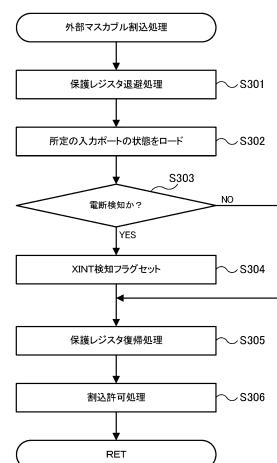 外部マスカブル割込処理
保護レジスタ退避処理
S301
所定の入力ポートの状態をロード
S302
S303
電断検知か？
NO
YES
XINT検知フラグセット
S304
保護レジスタ復帰処理
S305
割込許可処理
S306
RET